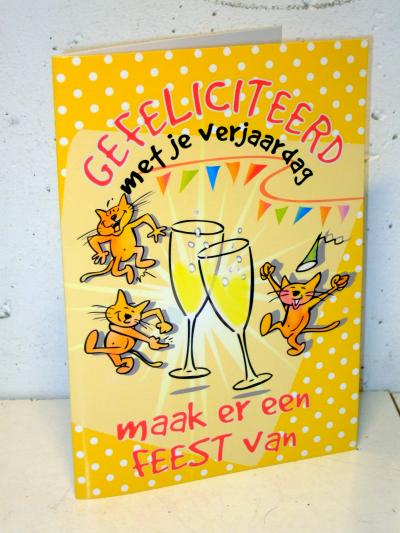 GEFELICITEERD
met je verjaardag
maak er een
FEEST van